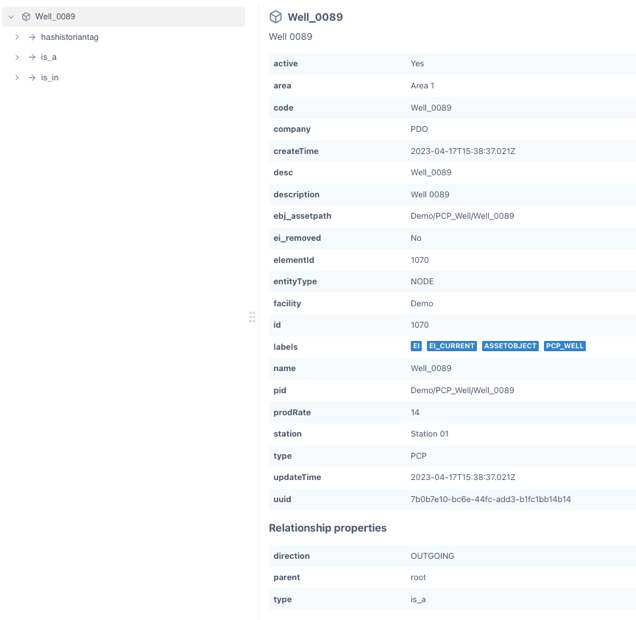 Well_0089
hashistoriantag
is_a
is_in
Well_0089
Well 0089
active Yes
area Area 1
code Well_0089
company PDO
createTime 2023-04-17T15:38:37.021Z
desc Well_0089
description Well 0089
ebj_assetpath Demo/PCP_Well/Well_0089
ei_removed No
elementId 1070
entityType NODE
facility Demo
id 1070
labels EI EI_CURRENT ASSETOBJECT PCP_WELL
name Well_0089
pid Demo/PCP_Well/Well_0089
prodRate 14
station Station 01
type PCP
updateTime 2023-04-17T15:38:37.021Z
uuid 7b0b7e10-bc6e-44fc-add3-b1fc1bb14b14
Relationship properties
direction OUTGOING
parent root
type is_a